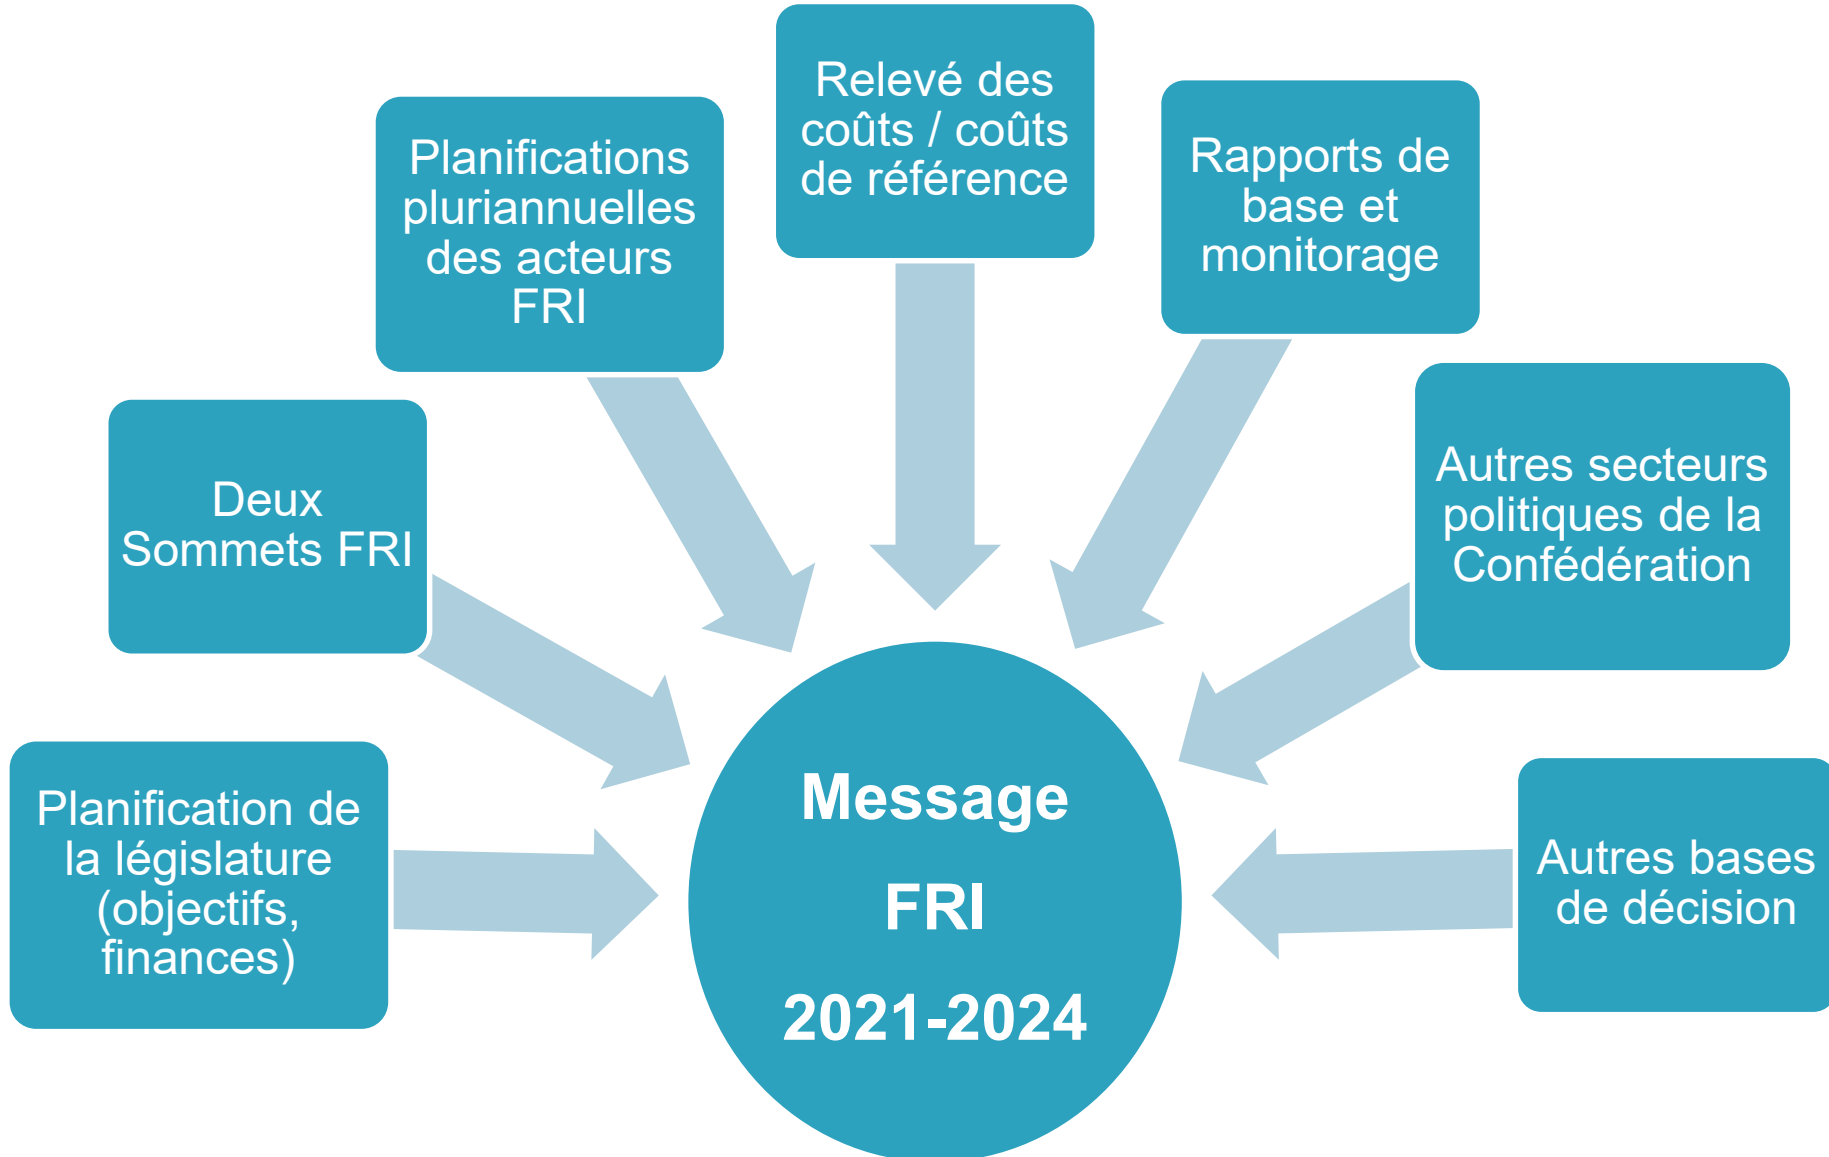 Relevé des
coûts / coûts
de référence
Planifications
pluriannuelles
des acteurs
FRI
Rapports de
base et
monitorage
Deux
Sommets FRI
Autres secteurs
politiques de la
Confédération
Planification de
la législature
(objectifs,
finances)
Autres bases
de décision
Message
FRI
2021-2024